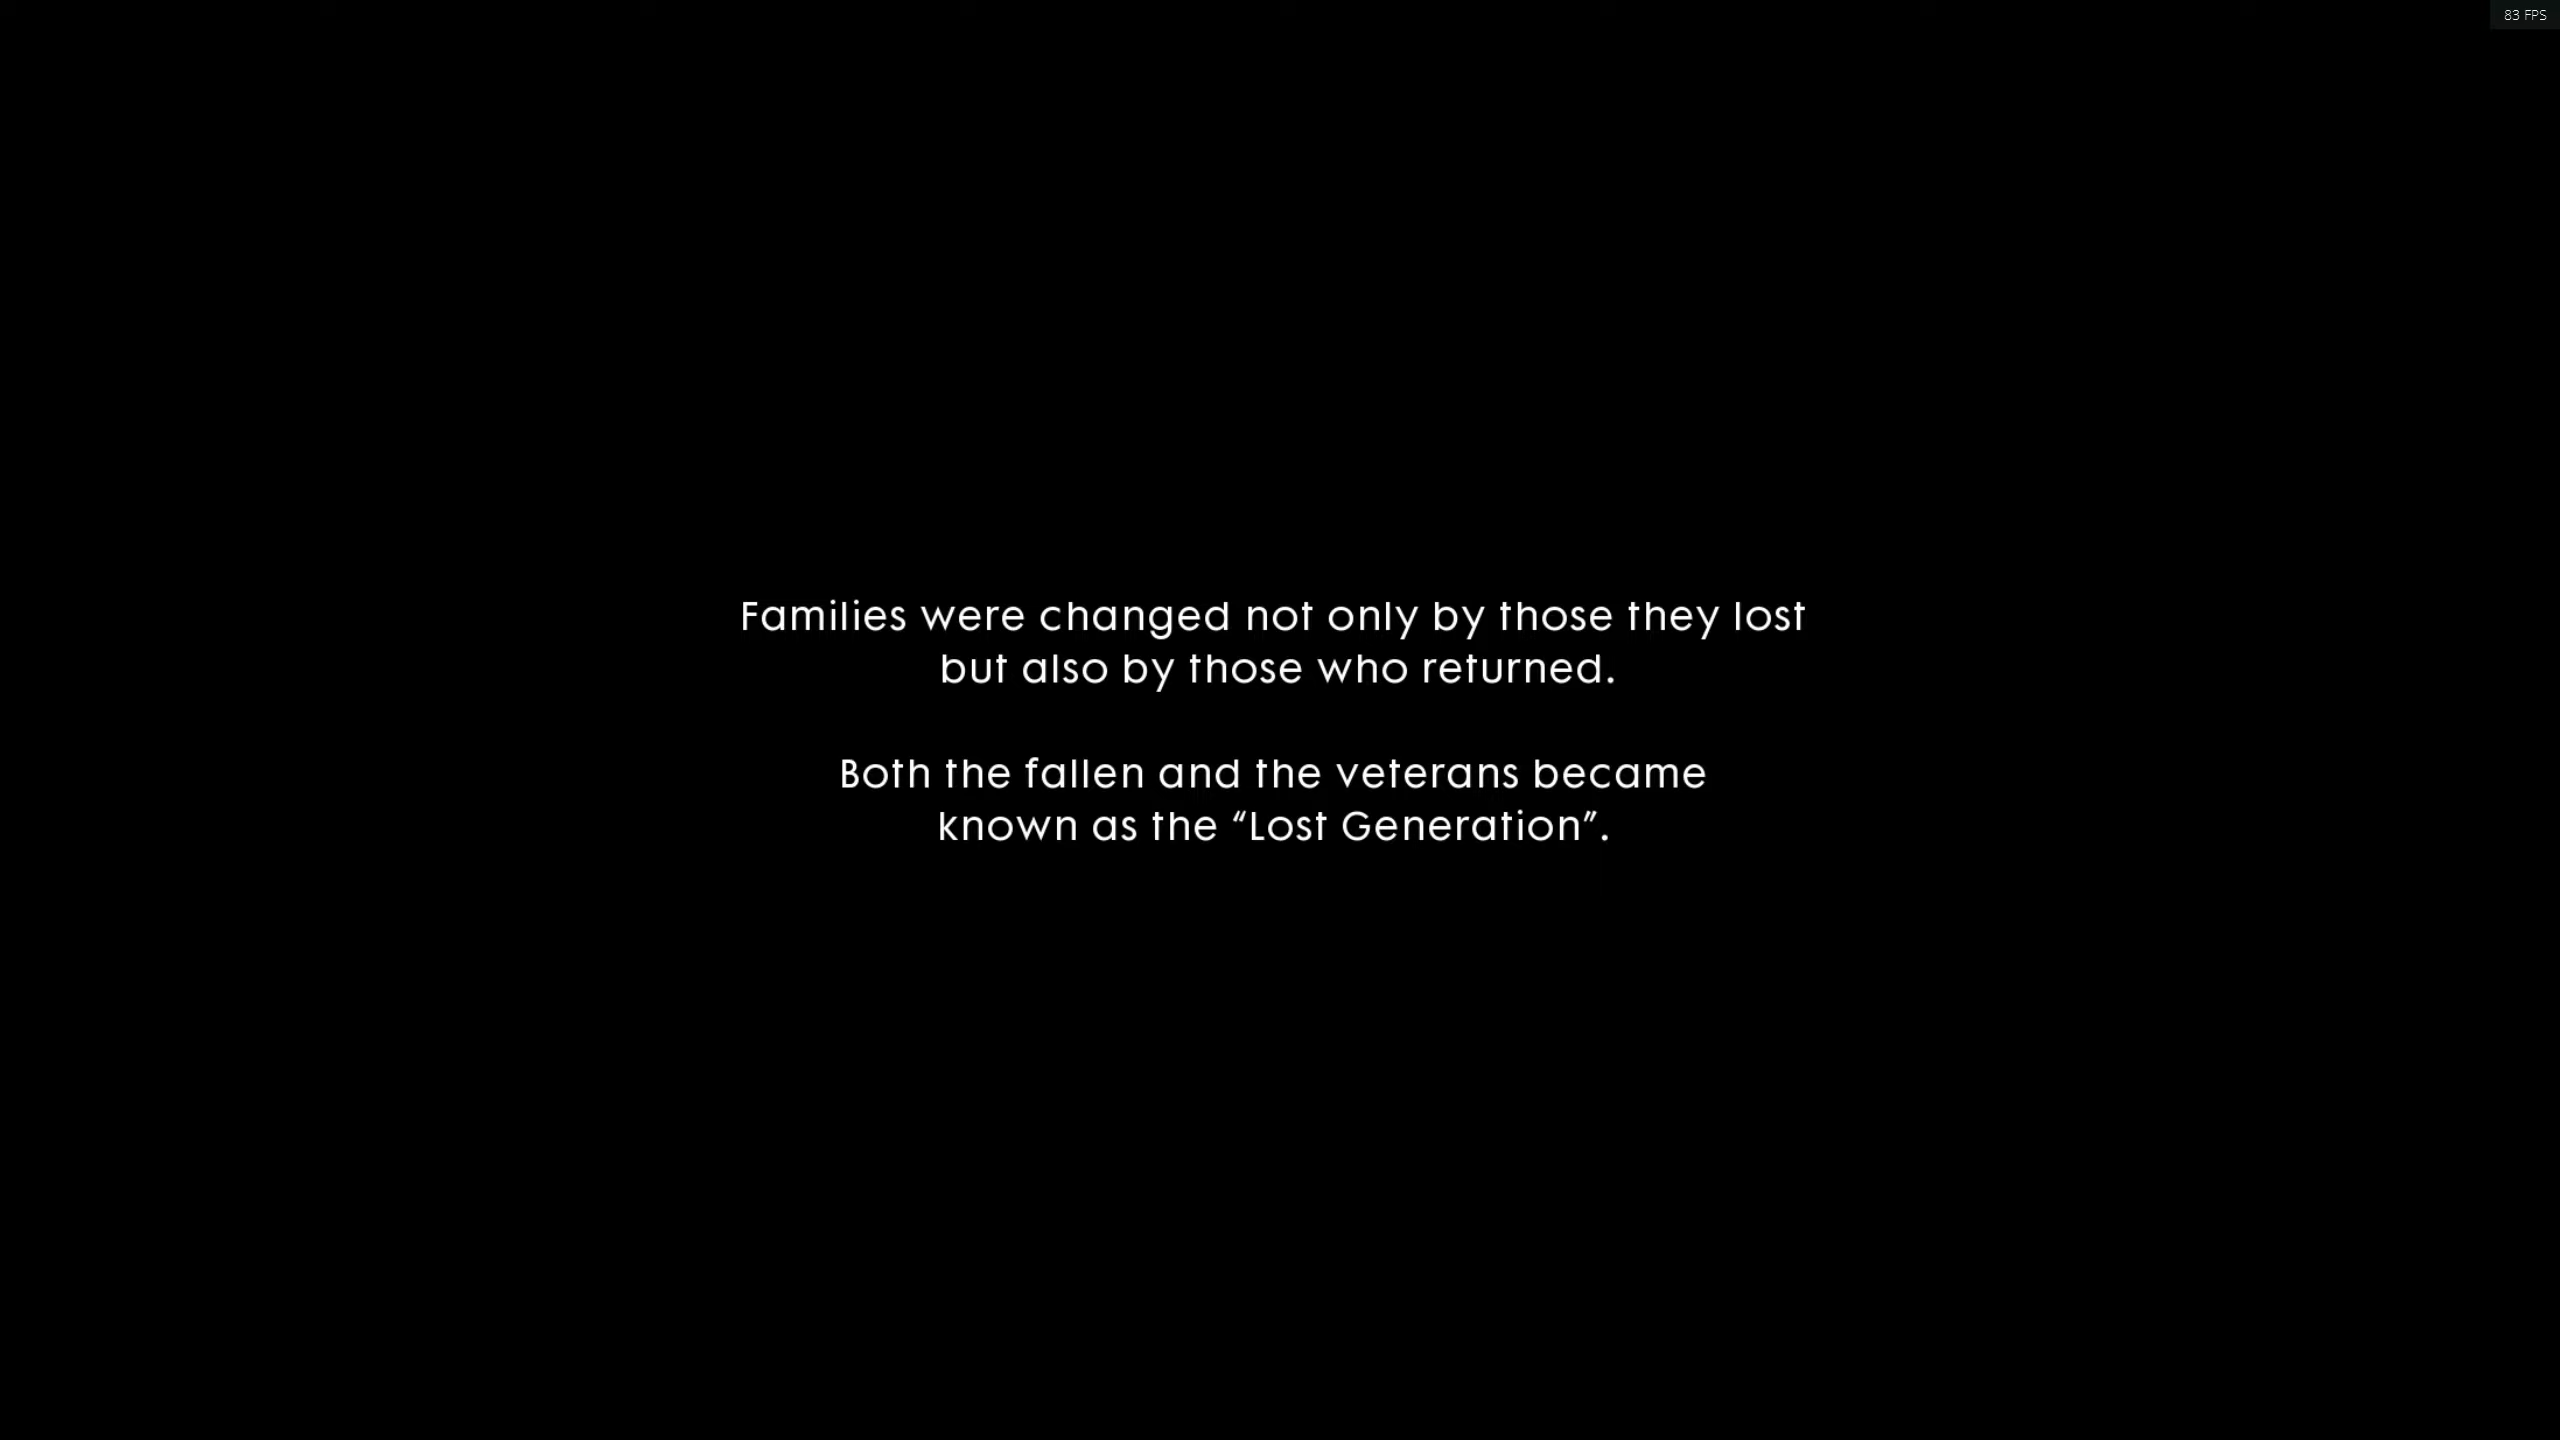 83 FPS
Families were changed not only by those they lost
but also by those who returned.
Both the fallen and the veterans became
known as the “Lost Generation”.